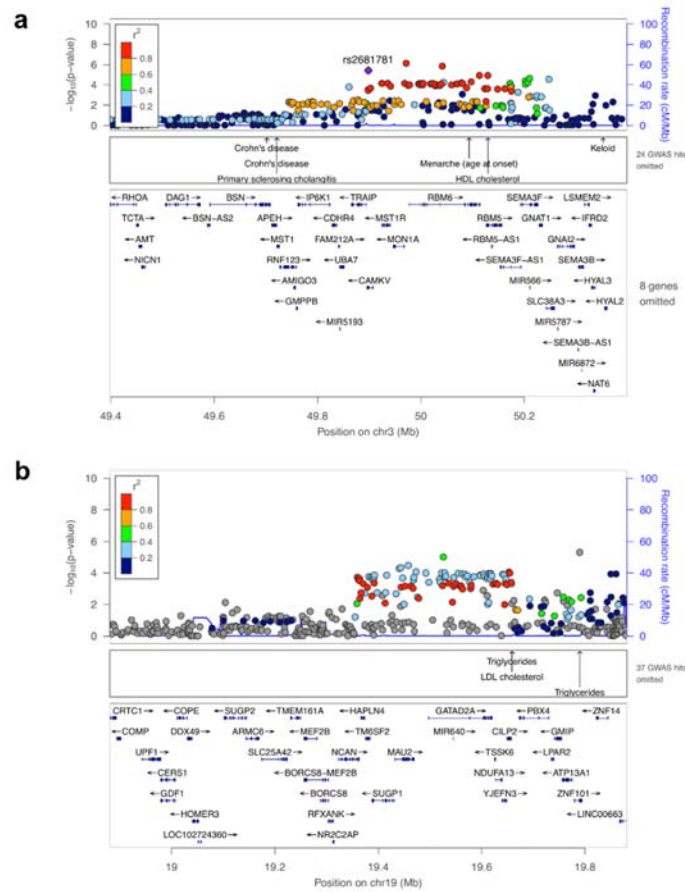 a
r²
0.8
0.6
0.4
0.2
10
8
6
4
2
0
−log10(p-value)
rs2681781
100
80
60
40
20
0
Recombination rate (cM/Mb)
Crohn's disease
Keloid
Crohn's disease
Menarche (age at onset)
Primary sclerosing cholangitis
HDL cholesterol
24 GWAS hits
omitted
←RHOA DAG1→ BSN→ ←IP6K1 ←TRAIP RBM6→ SEMA3F→ LSMEM2→
TCTA→ ←BSN−AS2 APEH→ ←CDHR4 ←MST1R RBM5→ GNAT1→ ←IFRD2
←AMT ←MST1 FAM212A→ ←MON1A ←RBM5−AS1 GNAI2→
←NICN1 RNF123→ ←UBA7 ←SEMA3F−AS1 SEMA3B→
←AMIGO3 ←CAMKV MIR566→ ←HYAL3
←GMPPB SLC38A3→ ←HYAL2
←MIR5193 MIR5787→
←SEMA3B−AS1
MIR6872→
←NAT6
8 genes
omitted
49.4 49.6 49.8 50 50.2
Position on chr3 (Mb)
b
r²
0.8
0.6
0.4
0.2
10
8
6
4
2
0
−log10(p-value)
100
80
60
40
20
0
Recombination rate (cM/Mb)
Triglycerides
LDL cholesterol
Triglycerides
37 GWAS hits
omitted
CRTC1→ ←COPE ←SUGP2 ←TMEM161A ←HAPLN4 ←GATAD2A→ ←PBX4 ←ZNF14
←COMP DDX49→ ARMC6→ ←MEF2B ←TM6SF2 MIR640→ CILP2→ ←GMIP
UPF1→ SLC25A42→ NCAN→ MAU2→ ←TSSK6 ←LPAR2
←CERS1 ←BORCS8−MEF2B NDUFA13→ ←ATP13A1
←GDF1 ←BORCS8 ←SUGP1 YJEFN3→ ZNF101→
←HOMER3 RFXANK→ ←LINC00663
LOC102724360→ ←NR2C2AP
19 19.2 19.4 19.6 19.8
Position on chr19 (Mb)